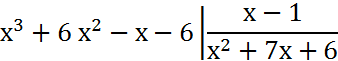 x³ + 6 x² − x − 6 | x − 1
x² + 7x + 6